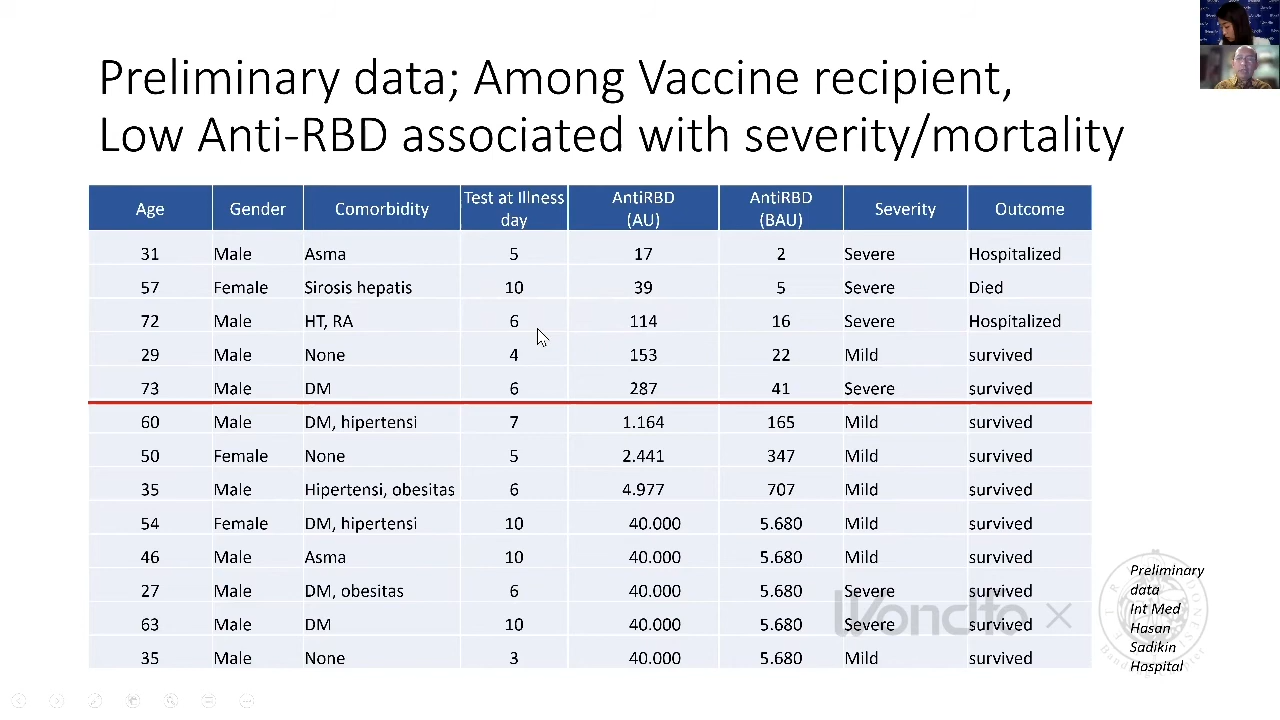 Preliminary data; Among Vaccine recipient,
Low Anti-RBD associated with severity/mortality
Age Gender Comorbidity Test at Illness day AntiRBD (AU) AntiRBD (BAU) Severity Outcome
31 Male Asma 5 17 2 Severe Hospitalized
57 Female Sirosis hepatis 10 39 5 Severe Died
72 Male HT, RA 6 114 16 Severe Hospitalized
29 Male None 4 153 22 Mild survived
73 Male DM 6 287 41 Severe survived
60 Male DM, hipertensi 7 1.164 165 Mild survived
50 Female None 5 2.441 347 Mild survived
35 Male Hipertensi, obesitas 6 4.977 707 Mild survived
54 Female DM, hipertensi 10 40.000 5.680 Mild survived
46 Male Asma 10 40.000 5.680 Mild survived
27 Male DM, obesitas 6 40.000 5.680 Severe survived
63 Male DM 10 40.000 5.680 Severe survived
35 Male None 3 40.000 5.680 Mild survived
Preliminary
data
Int Med
Hasan
Sadikin
Hospital